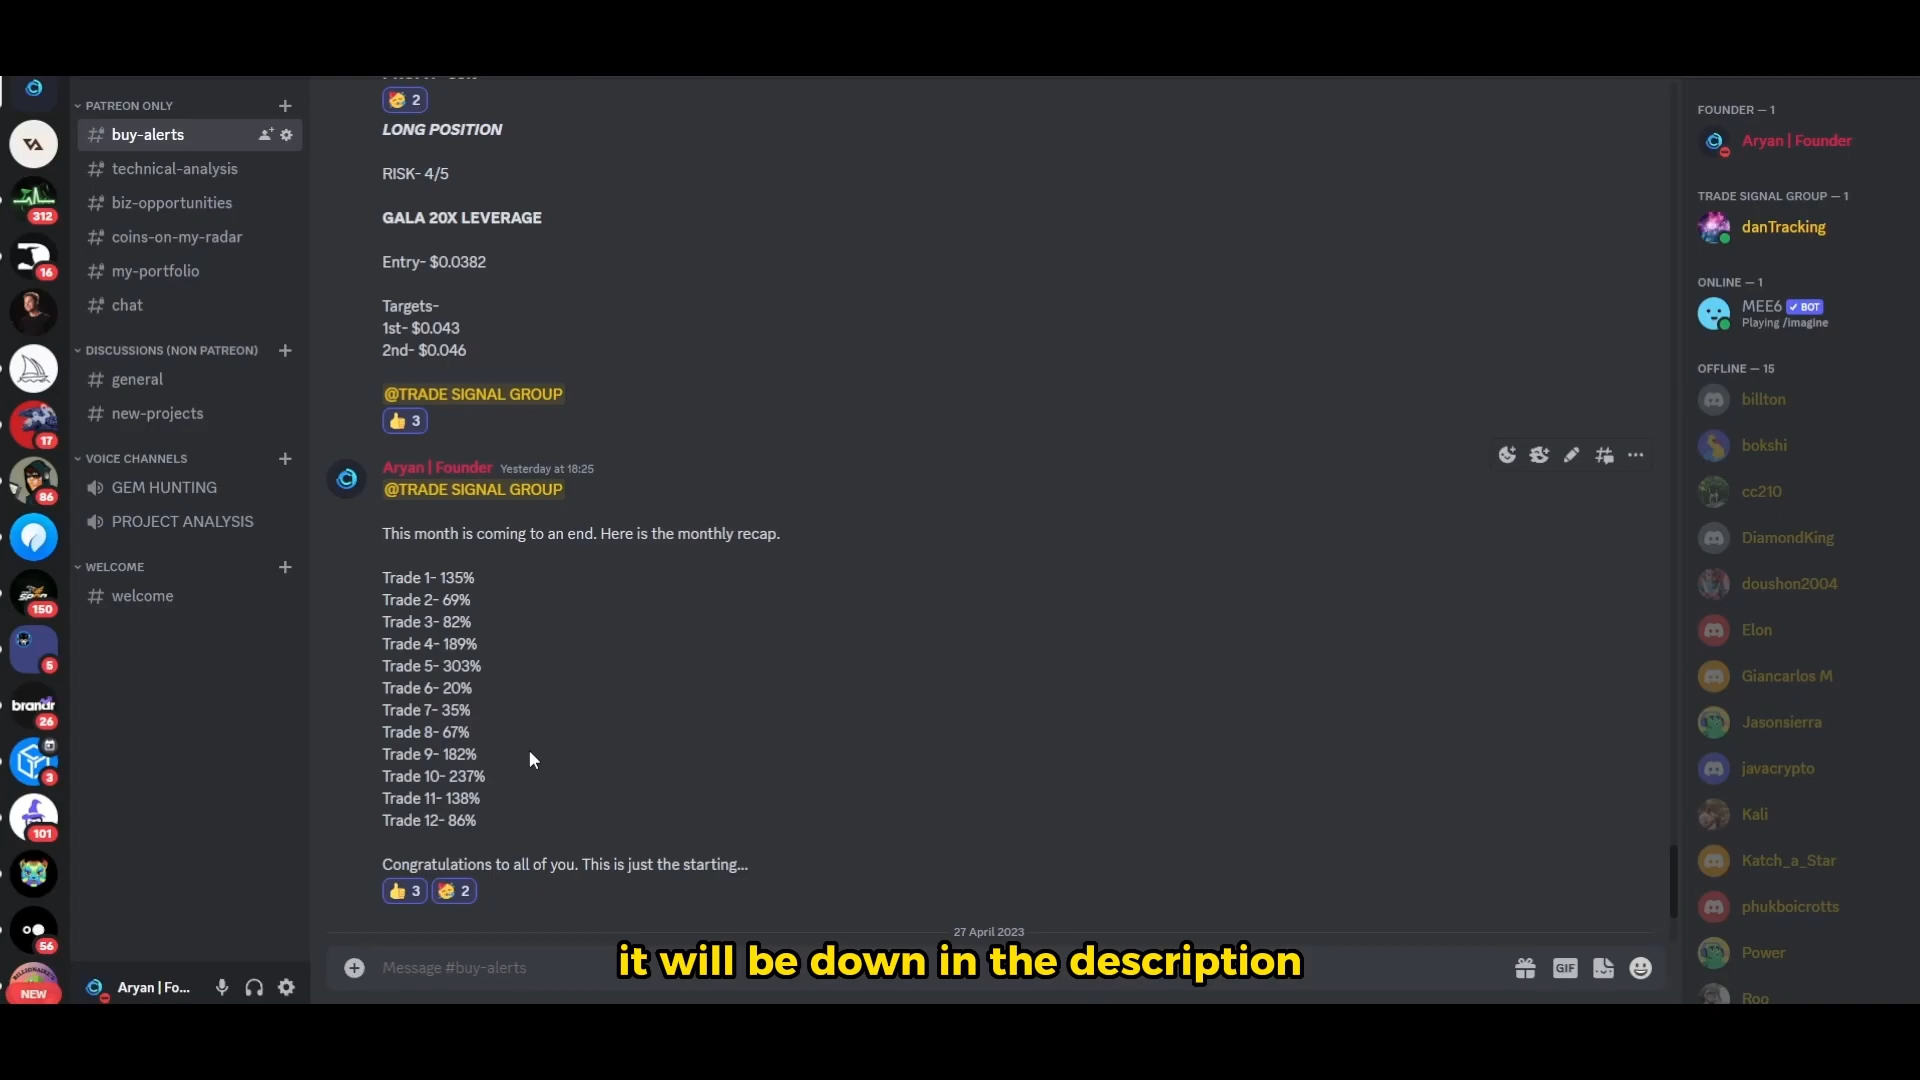 PATREON ONLY
buy-alerts
technical-analysis
biz-opportunities
coins-on-my-radar
my-portfolio
chat
DISCUSSIONS (NON PATREON)
general
new-projects
VOICE CHANNELS
GEM HUNTING
PROJECT ANALYSIS
WELCOME
welcome
312
16
17
86
150
5
brandr
26
3
101
56
NEW
Aryan | Fo...
2
LONG POSITION
RISK- 4/5
GALA 20X LEVERAGE
Entry- $0.0382
Targets-
1st- $0.043
2nd- $0.046
@TRADE SIGNAL GROUP
3
Aryan | Founder Yesterday at 18:25
@TRADE SIGNAL GROUP
This month is coming to an end. Here is the monthly recap.
Trade 1- 135%
Trade 2- 69%
Trade 3- 82%
Trade 4- 189%
Trade 5- 303%
Trade 6- 20%
Trade 7- 35%
Trade 8- 67%
Trade 9- 182%
Trade 10- 237%
Trade 11- 138%
Trade 12- 86%
Congratulations to all of you. This is just the starting...
3 2
27 April 2023
Message #buy-alerts
GIF
it will be down in the description
FOUNDER — 1
Aryan | Founder
TRADE SIGNAL GROUP — 1
danTracking
ONLINE — 1
MEE6 BOT
Playing /imagine
OFFLINE — 15
billton
bokshi
cc210
DiamondKing
doushon2004
Elon
Giancarlos M
Jasonsierra
javacrypto
Kali
Katch_a_Star
phukboicrotts
Power
Roo